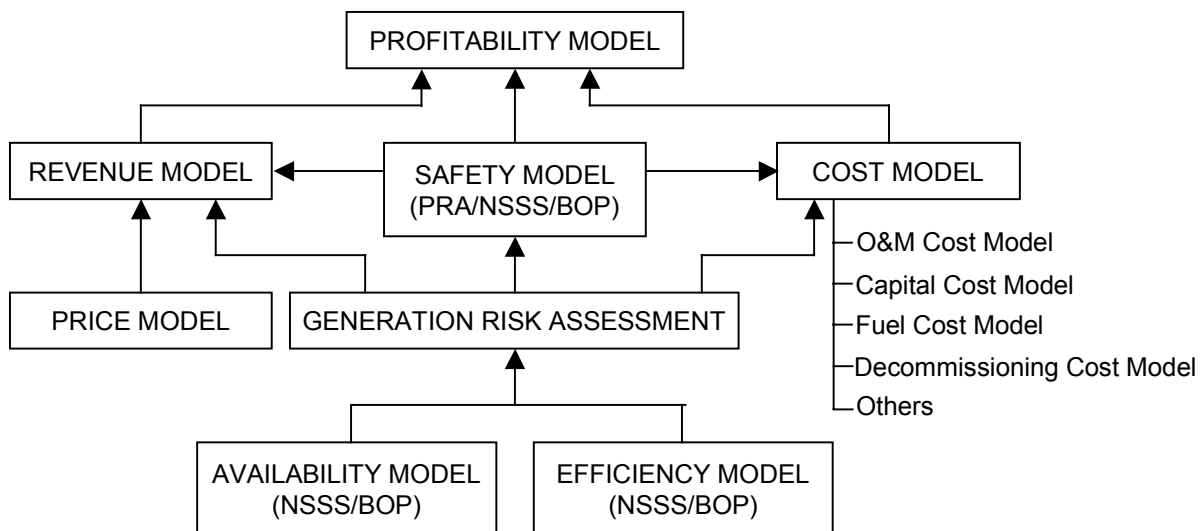 PROFITABILITY MODEL
REVENUE MODEL
SAFETY MODEL
(PRA/NSSS/BOP)
COST MODEL
O&M Cost Model
Capital Cost Model
Fuel Cost Model
Decommissioning Cost Model
Others
PRICE MODEL
GENERATION RISK ASSESSMENT
AVAILABILITY MODEL
(NSSS/BOP)
EFFICIENCY MODEL
(NSSS/BOP)